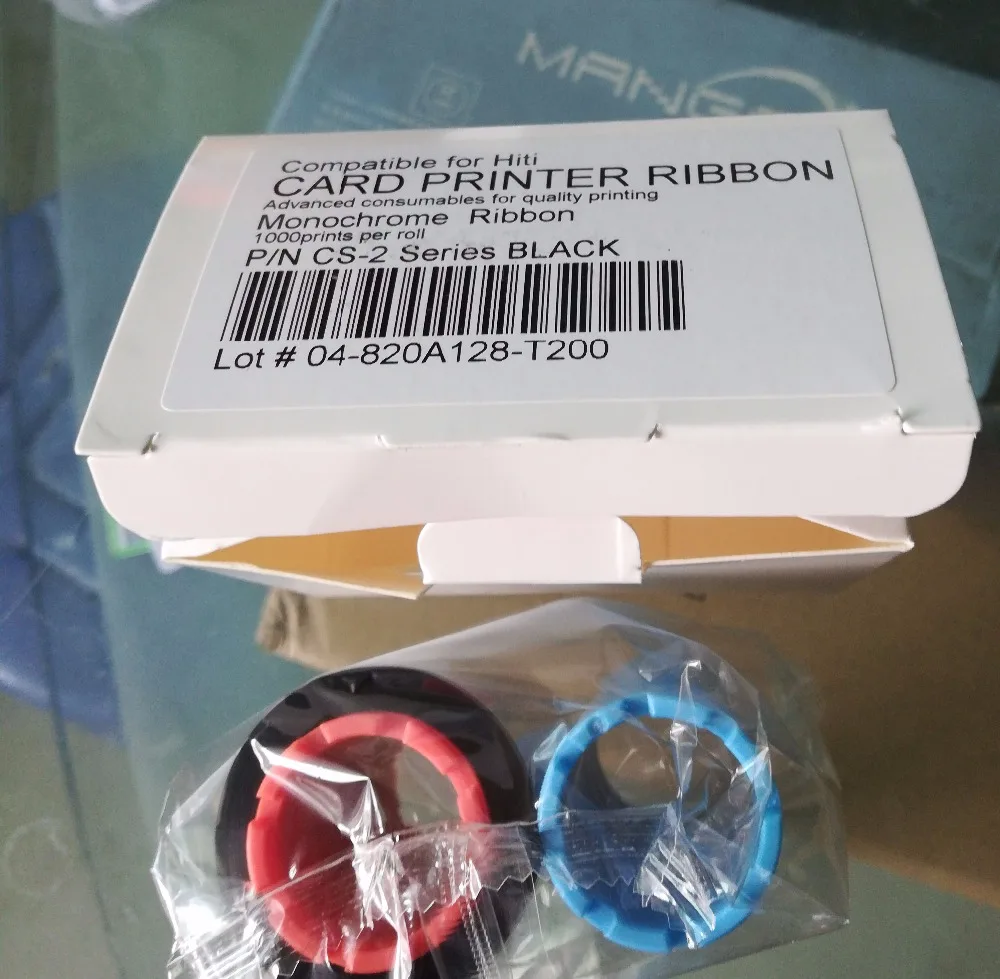 Compatible for Hiti
CARD PRINTER RIBBON
Advanced consumables for quality printing
Monochrome Ribbon
1000prints per roll
P/N CS-2 Series BLACK
Lot # 04-820A128-T200